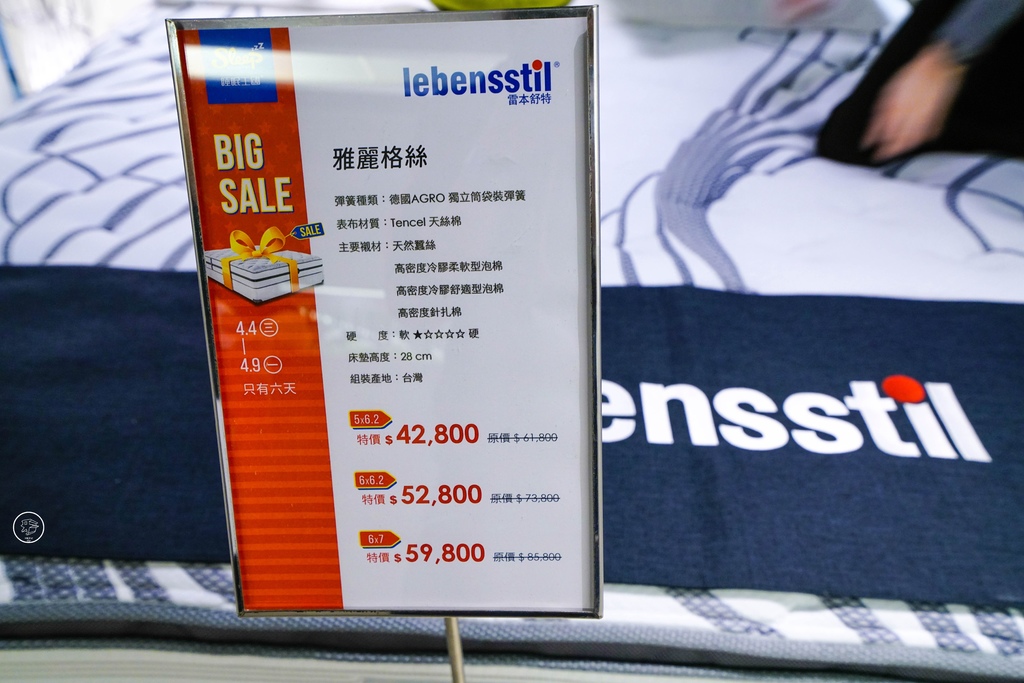 Sleep zzz
lebensstil®
雷本舒特
BIG
SALE
SALE
4.4 ㊂
|
4.9 ㊀
只有六天
雅麗格絲
彈簧種類：德國AGRO 獨立筒袋裝彈簧
表布材質：Tencel 天絲棉
主要襯材：天然蠶絲
高密度冷膠柔軟型泡棉
高密度冷膠舒適型泡棉
高密度針扎棉
硬 度：軟 ★☆☆☆☆ 硬
床墊高度：28 cm
組裝產地：台灣
5x6.2
特價 $ 42,800 原價 $ 61,800
6x6.2
特價 $ 52,800 原價 $ 73,800
6x7
特價 $ 59,800 原價 $ 85,800
ensstil